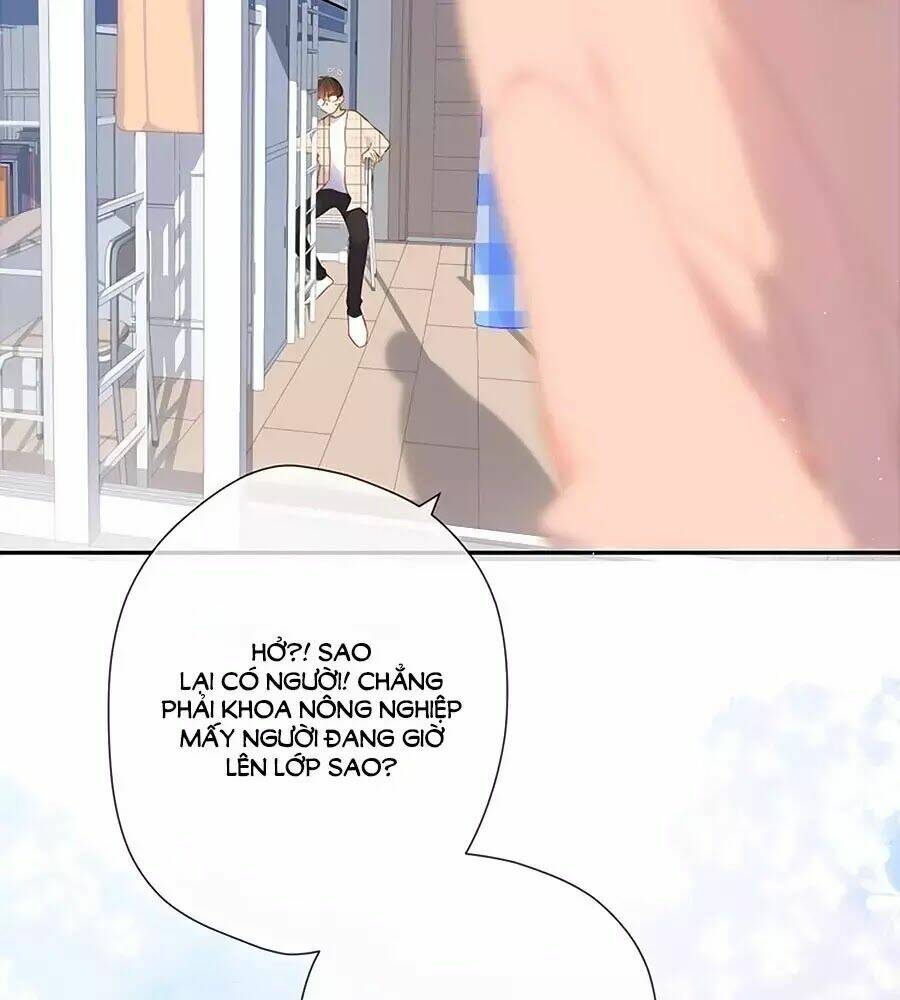 HỞ?! SAO
LẠI CÓ NGƯỜI! CHẲNG
PHẢI KHOA NÔNG NGHIỆP
MẤY NGƯỜI ĐANG GIỜ
LÊN LỚP SAO?